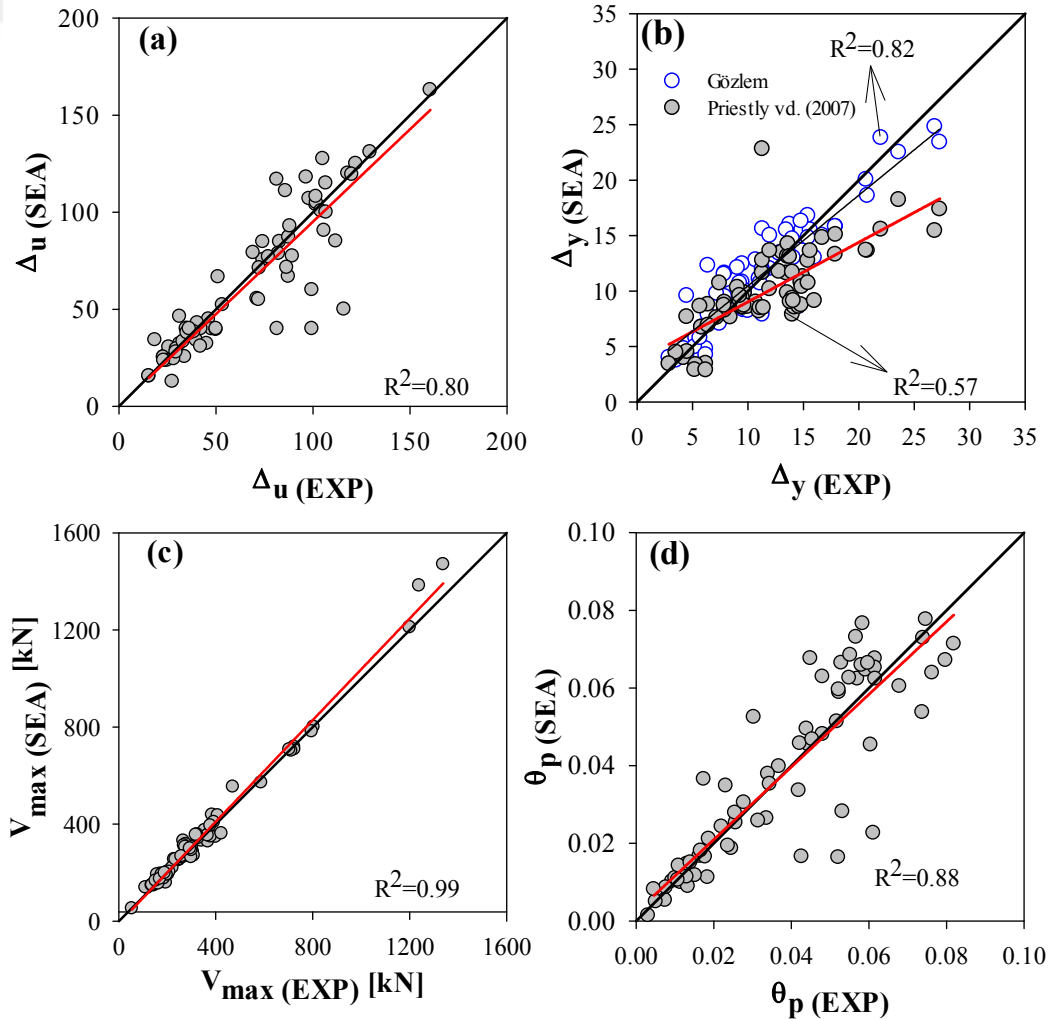 (a)
200
150
100
50
0
0 50 100 150 200
Δu (SEA)
Δu (EXP)
R2=0.80
(b)
35
30
25
20
15
10
5
0
0 5 10 15 20 25 30 35
Δy (SEA)
Δy (EXP)
Gözlem
Priestly vd. (2007)
R2=0.82
R2=0.57
(c)
1600
1200
800
400
0
0 400 800 1200 1600
Vmax (SEA) [kN]
Vmax (EXP) [kN]
R2=0.99
(d)
0.10
0.08
0.06
0.04
0.02
0.00
0.00 0.02 0.04 0.06 0.08 0.10
θp (SEA)
θp (EXP)
R2=0.88